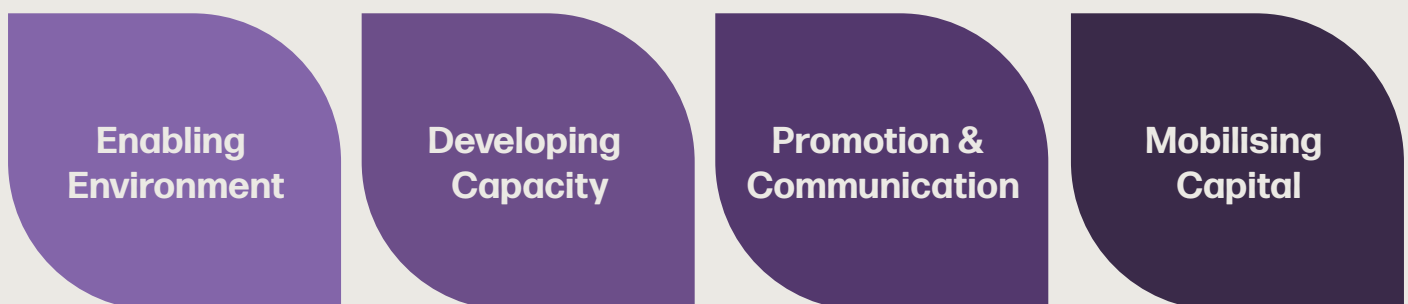 Enabling
Environment
Developing
Capacity
Promotion &
Communication
Mobilising
Capital